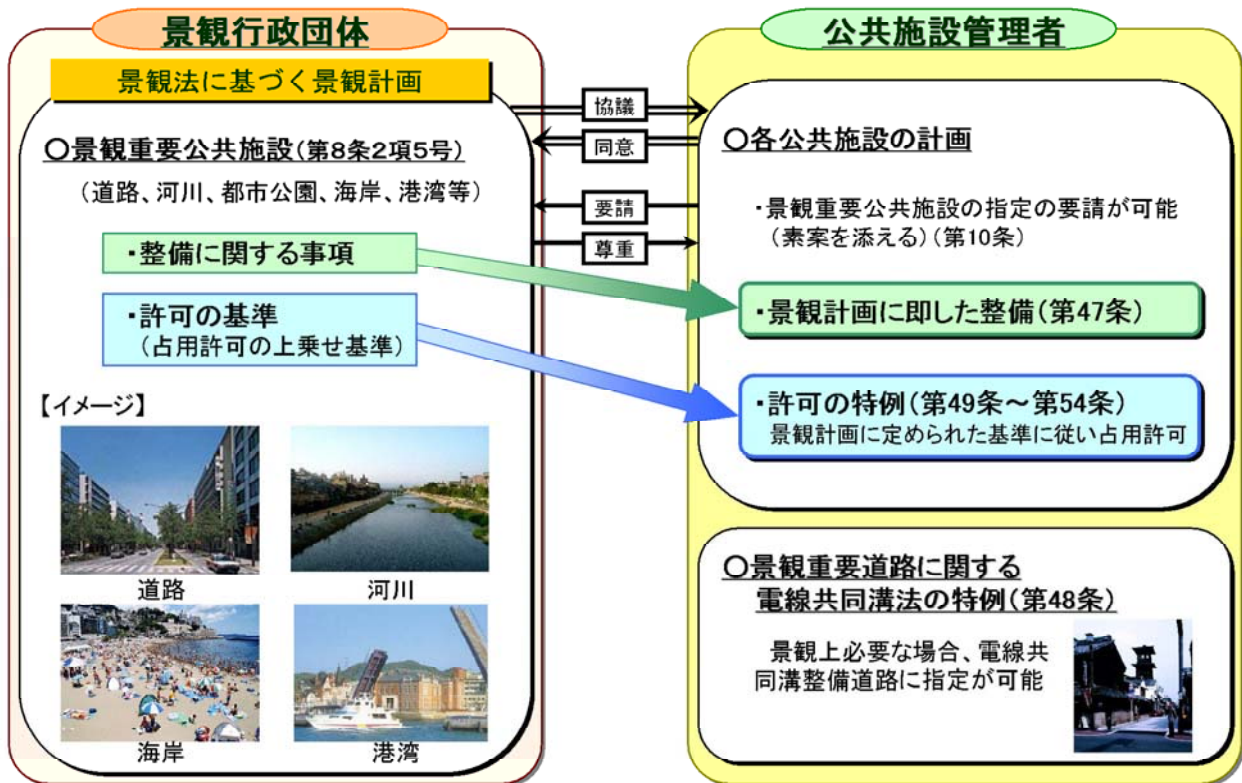 景観行政団体
景観法に基づく景観計画
〇景観重要公共施設(第8条2項5号)
(道路、河川、都市公園、海岸、港湾等)
・整備に関する事項
・許可の基準
(占用許可の上乗せ基準)
【イメージ】
道路
河川
海岸
港湾
協議
同意
要請
尊重
公共施設管理者
〇各公共施設の計画
・景観重要公共施設の指定の要請が可能
(素案を添える)(第10条)
・景観計画に即した整備(第47条)
・許可の特例(第49条～第54条)
景観計画に定められた基準に従い占用許可
〇景観重要道路に関する
電線共同溝法の特例(第48条)
景観上必要な場合、電線共
同溝整備道路に指定が可能